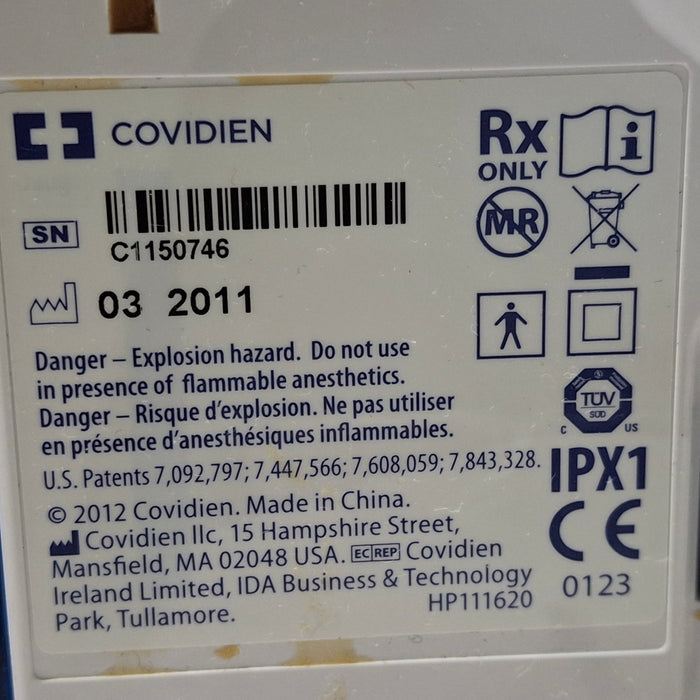 COVIDIEN
Rx
ONLY
i
SN
C1150746
MR
03 2011
Danger – Explosion hazard. Do not use
in presence of flammable anesthetics.
Danger – Risque d'explosion. Ne pas utiliser
en présence d'anesthésiques inflammables.
TÜV
SÜD
C US
U.S. Patents 7,092,797; 7,447,566; 7,608,059; 7,843,328.
IPX1
© 2012 Covidien. Made in China.
Covidien llc, 15 Hampshire Street,
Mansfield, MA 02048 USA. EC REP Covidien
Ireland Limited, IDA Business & Technology
Park, Tullamore.
HP111620
CE
0123